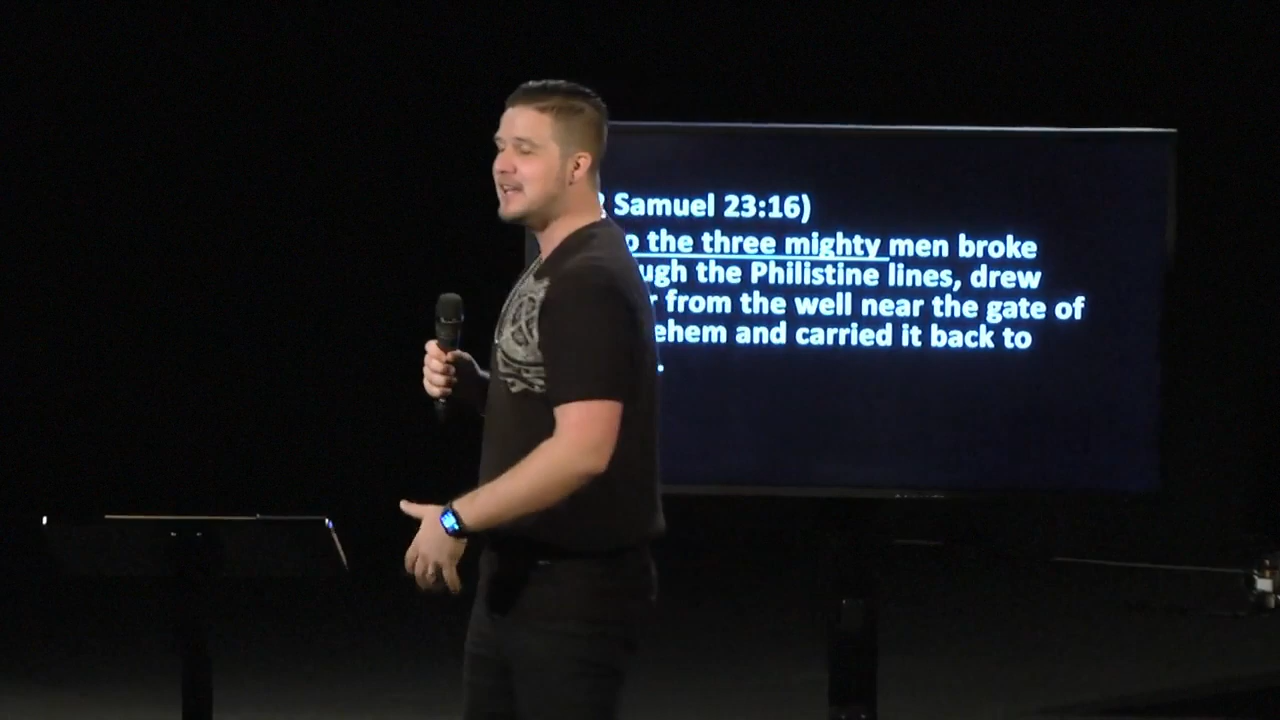 Samuel 23:16)
the three mighty men broke
the Philistine lines, drew
from the well near the gate of
and carried it back to